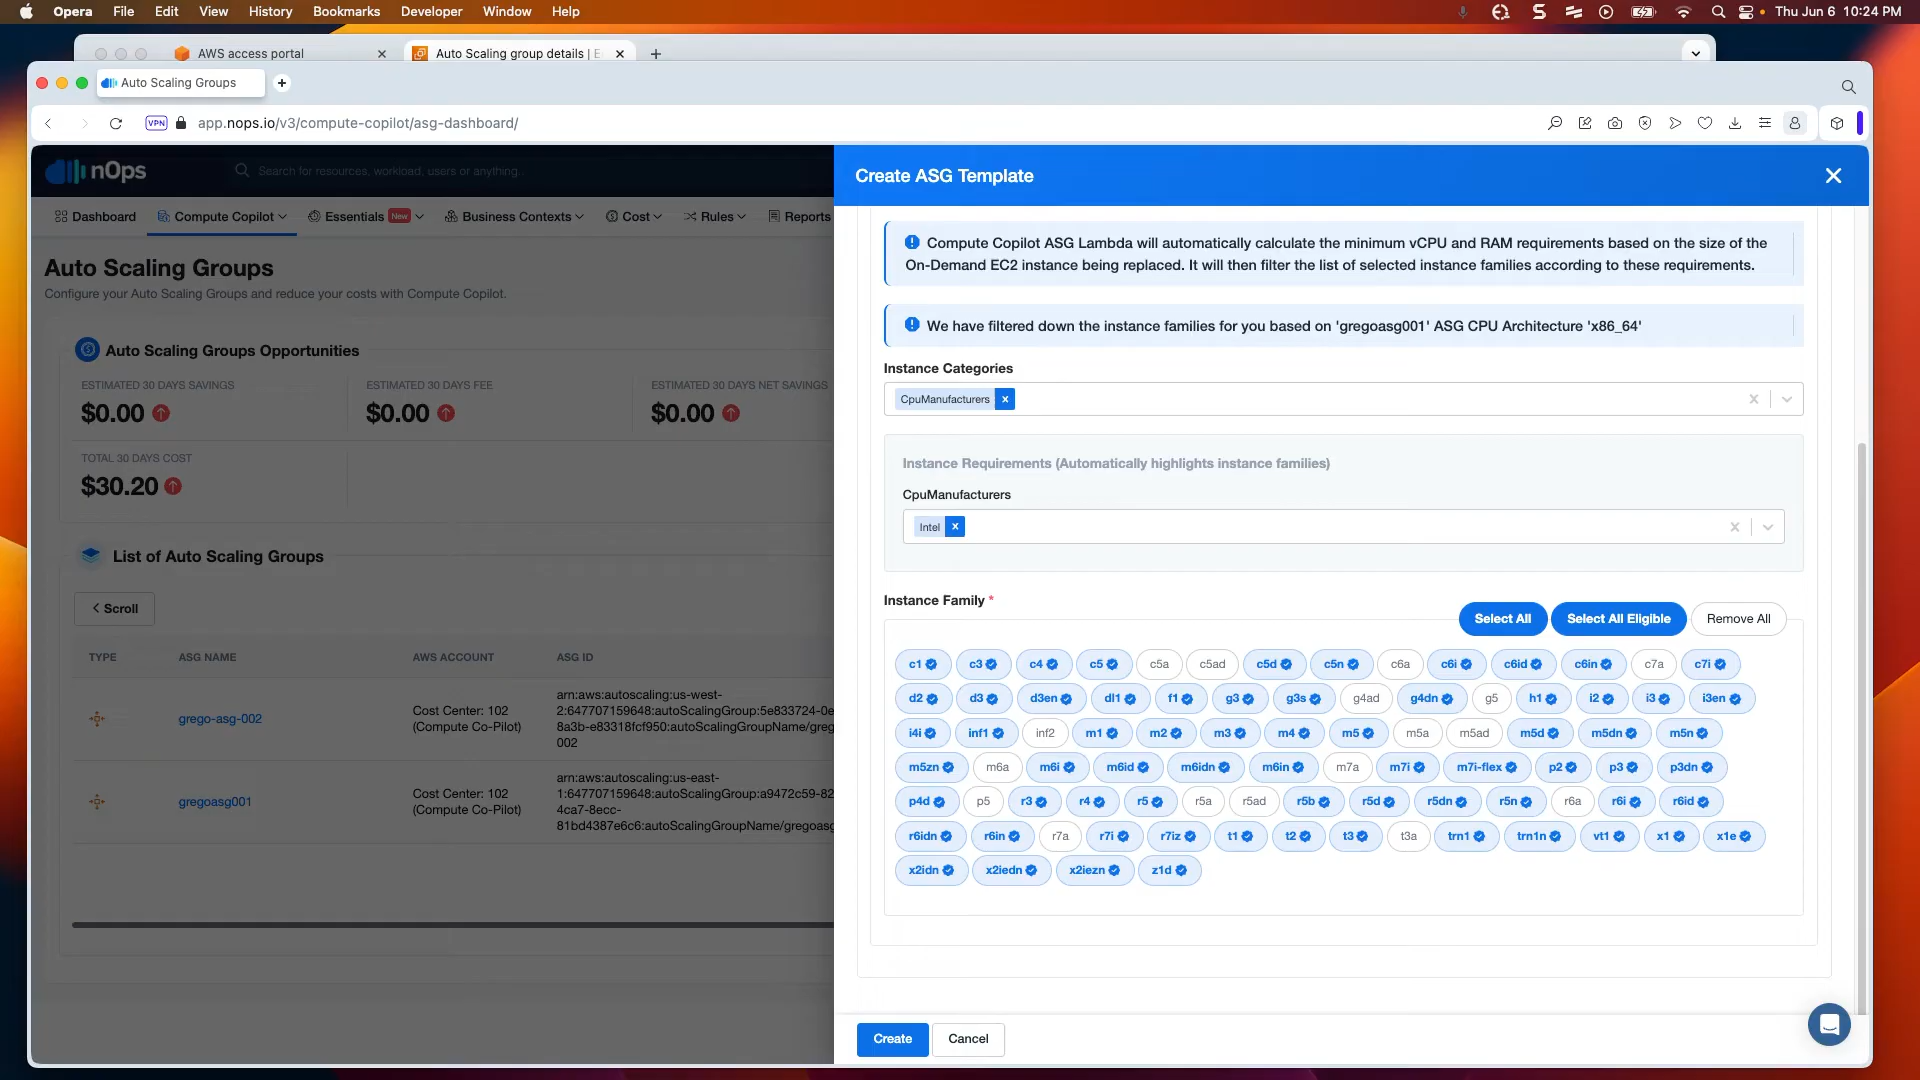 Opera File Edit View History Bookmarks Developer Window Help
Thu Jun 6 10:24 PM
AWS access portal
Auto Scaling group details | E
Auto Scaling Groups
VPN app.nops.io/v3/compute-copilot/asg-dashboard/
nOps
Search for resources, workload, users or anything..
Dashboard Compute Copilot Essentials New Business Contexts Cost Rules Reports
Auto Scaling Groups
Configure your Auto Scaling Groups and reduce your costs with Compute Copilot.
Auto Scaling Groups Opportunities
ESTIMATED 30 DAYS SAVINGS
$0.00
ESTIMATED 30 DAYS FEE
$0.00
ESTIMATED 30 DAYS NET SAVINGS
$0.00
TOTAL 30 DAYS COST
$30.20
List of Auto Scaling Groups
Scroll
TYPE ASG NAME AWS ACCOUNT ASG ID
grego-asg-002
Cost Center: 102
(Compute Co-Pilot)
arn:aws:autoscaling:us-west-
2:647707159648:autoScalingGroup:5e833724-0e
8a3b-e83318fcf950:autoScalingGroupName/greg
002
gregoasg001
Cost Center: 102
(Compute Co-Pilot)
arn:aws:autoscaling:us-east-
1:647707159648:autoScalingGroup:a9472c59-82
4ca7-8ecc-
81bd4387e6c6:autoScalingGroupName/gregoasg
Create ASG Template
Compute Copilot ASG Lambda will automatically calculate the minimum vCPU and RAM requirements based on the size of the
On-Demand EC2 instance being replaced. It will then filter the list of selected instance families according to these requirements.
We have filtered down the instance families for you based on 'gregoasg001' ASG CPU Architecture 'x86_64'
Instance Categories
CpuManufacturers x
Instance Requirements (Automatically highlights instance families)
CpuManufacturers
Intel x
Instance Family *
Select All Select All Eligible Remove All
c1 c3 c4 c5 c5a c5ad c5d c5n c6a c6i c6id c6in c7a c7i
d2 d3 d3en dl1 f1 g3 g3s g4ad g4dn g5 h1 i2 i3 i3en
i4i inf1 inf2 m1 m2 m3 m4 m5 m5a m5ad m5d m5dn m5n
m5zn m6a m6i m6id m6idn m6in m7a m7i m7i-flex p2 p3 p3dn
p4d p5 r3 r4 r5 r5a r5ad r5b r5d r5dn r5n r6a r6i r6id
r6idn r6in r7a r7i r7iz t1 t2 t3 t3a trn1 trn1n vt1 x1 x1e
x2idn x2iedn x2iezn z1d
Create Cancel